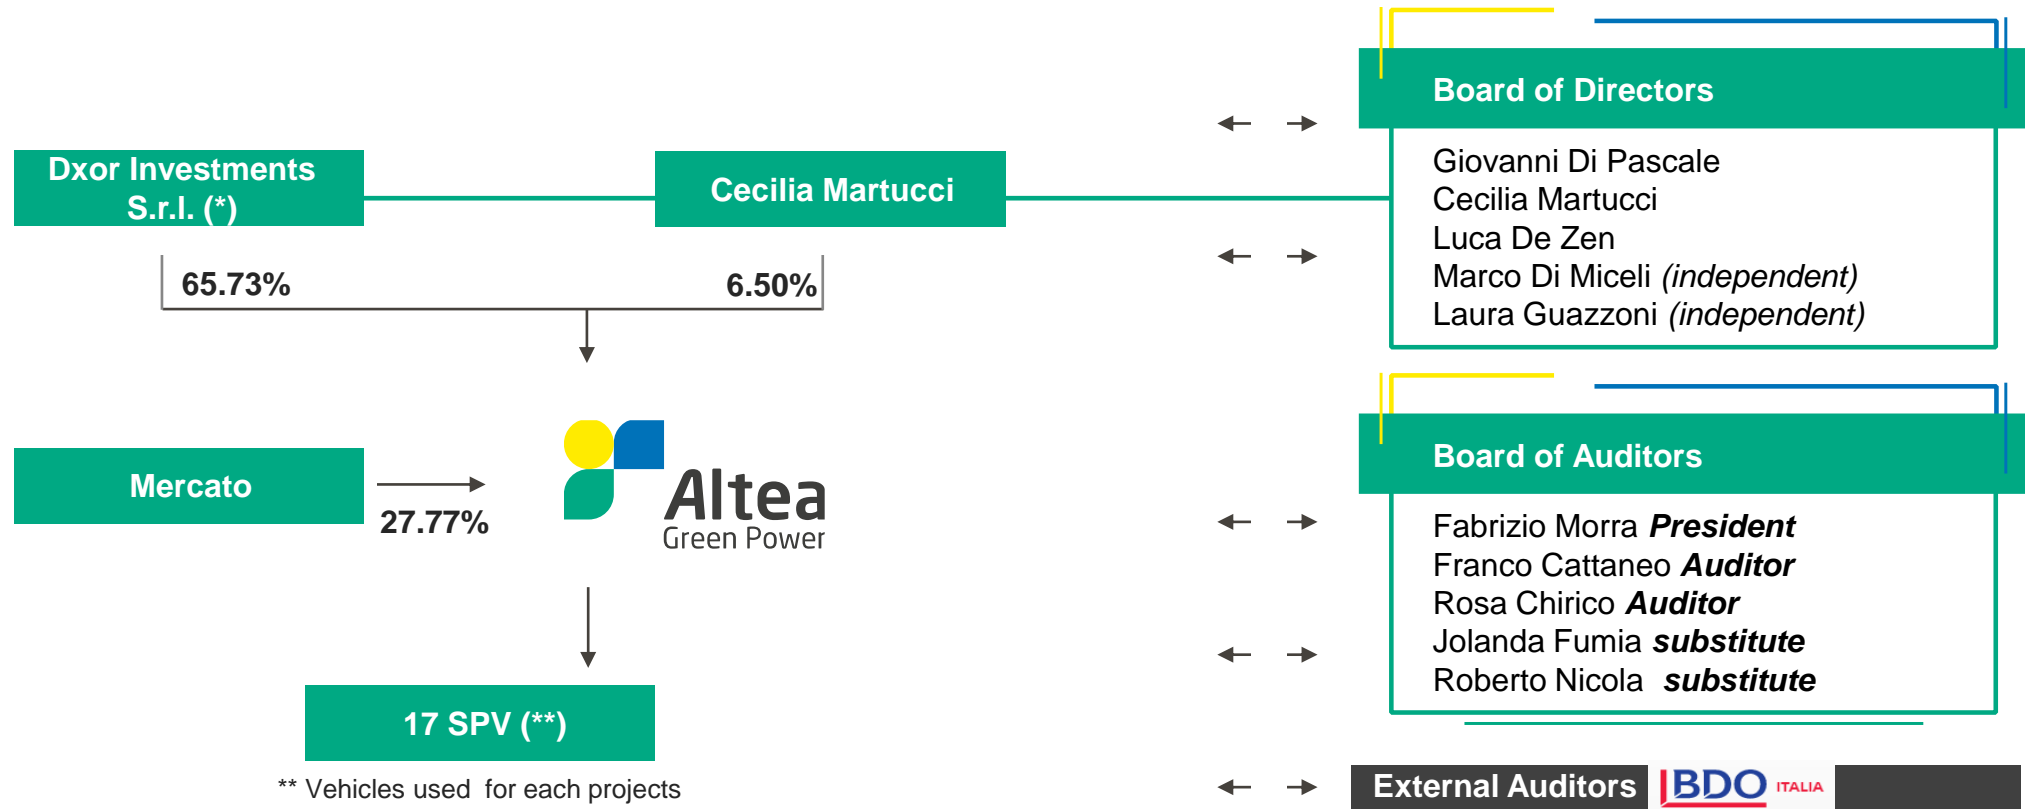 Dxor Investments
S.r.l. (*)
Cecilia Martucci
65.73%
6.50%
Mercato
27.77%
Altea
Green Power
17 SPV (**)
** Vehicles used  for each projects
Board of Directors
Giovanni Di Pascale
Cecilia Martucci
Luca De Zen
Marco Di Miceli (independent)
Laura Guazzoni (independent)
Board of Auditors
Fabrizio Morra President
Franco Cattaneo Auditor
Rosa Chirico Auditor
Jolanda Fumia substitute
Roberto Nicola  substitute
External Auditors BDO ITALIA